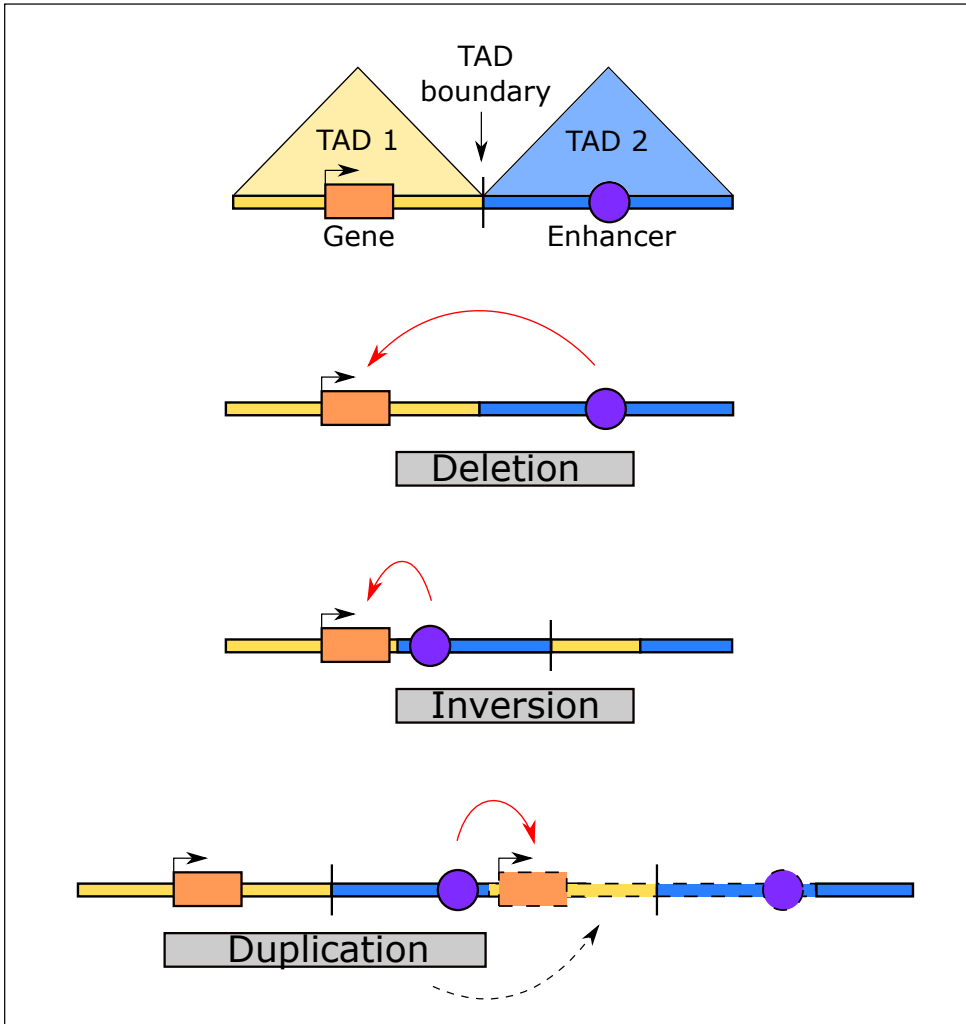 TAD
boundary
TAD 1
TAD 2
Gene
Enhancer
Deletion
Inversion
Duplication